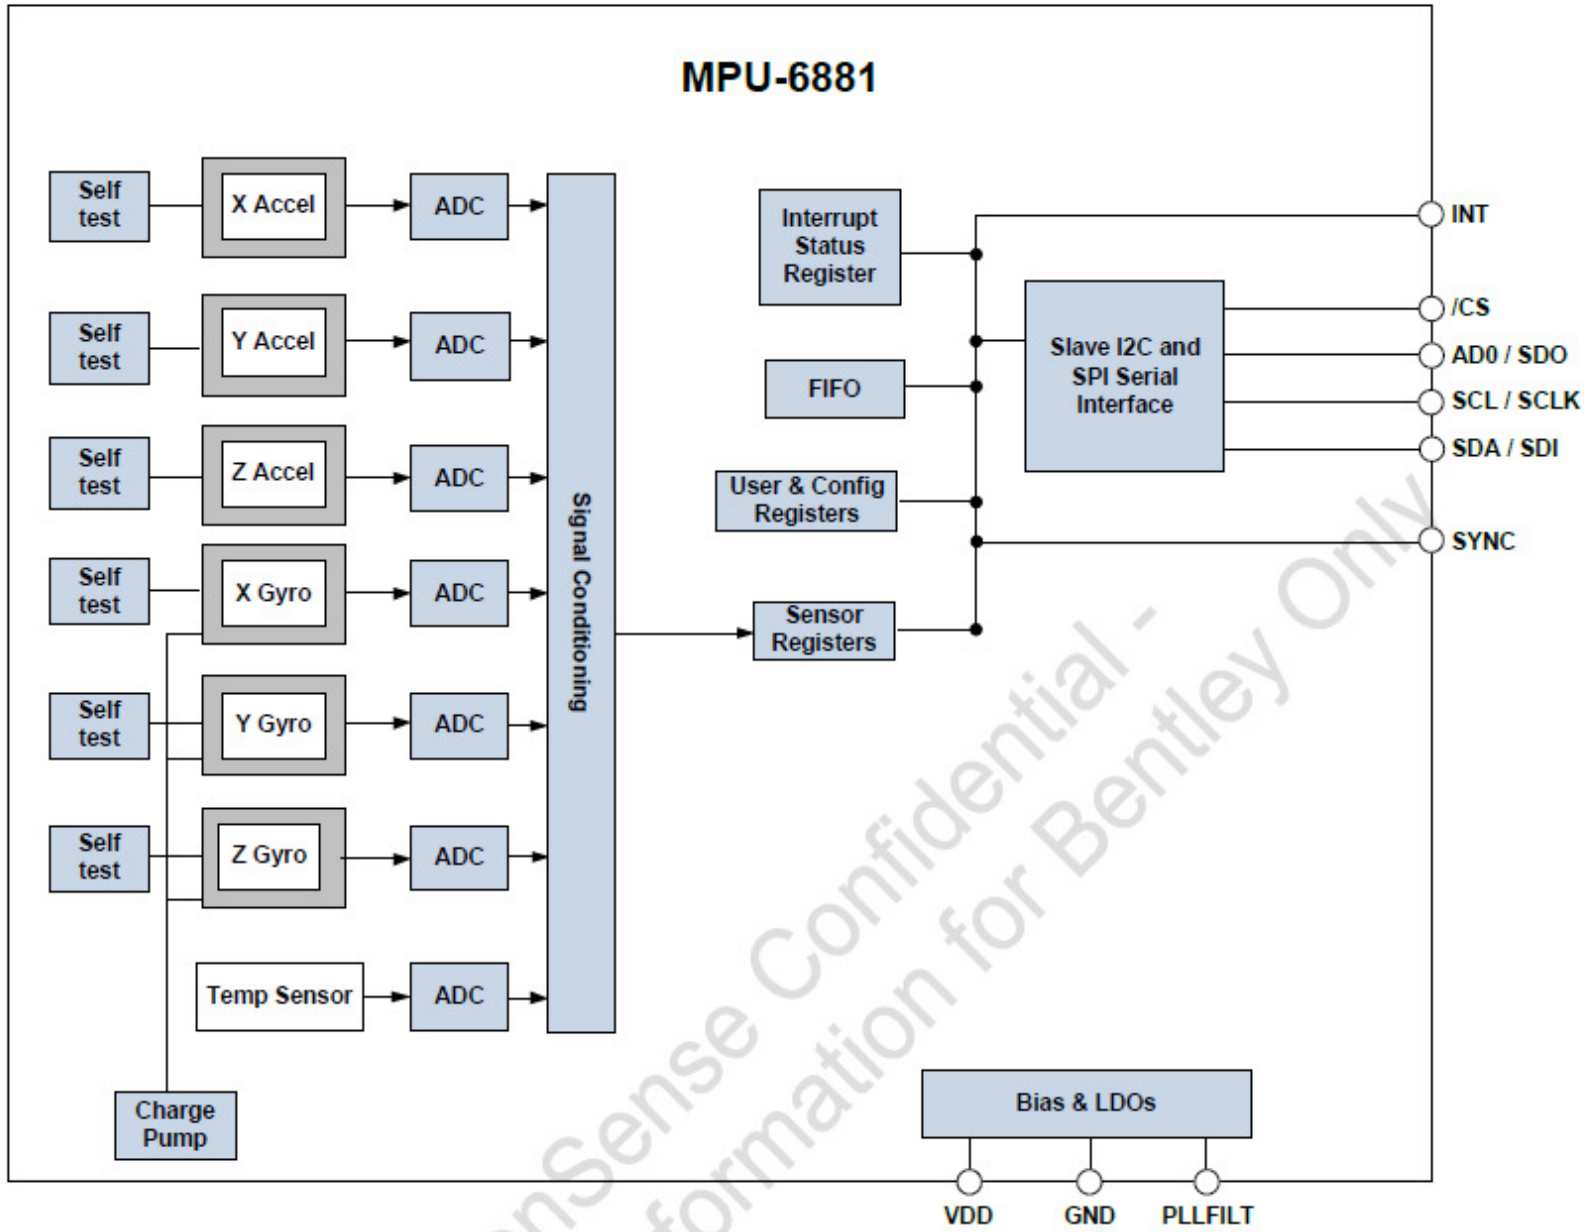 MPU-6881
Self
test
X Accel
ADC
Self
test
Y Accel
ADC
Self
test
Z Accel
ADC
Self
test
X Gyro
ADC
Self
test
Y Gyro
ADC
Self
test
Z Gyro
ADC
Temp Sensor
ADC
Charge
Pump
Signal Conditioning
Interrupt
Status
Register
FIFO
User & Config
Registers
Sensor
Registers
Slave I2C and
SPI Serial
Interface
INT
/CS
AD0 / SDO
SCL / SCLK
SDA / SDI
SYNC
Bias & LDOs
VDD
GND
PLLFILT
enSense Confidential -
formation for Bentley Only